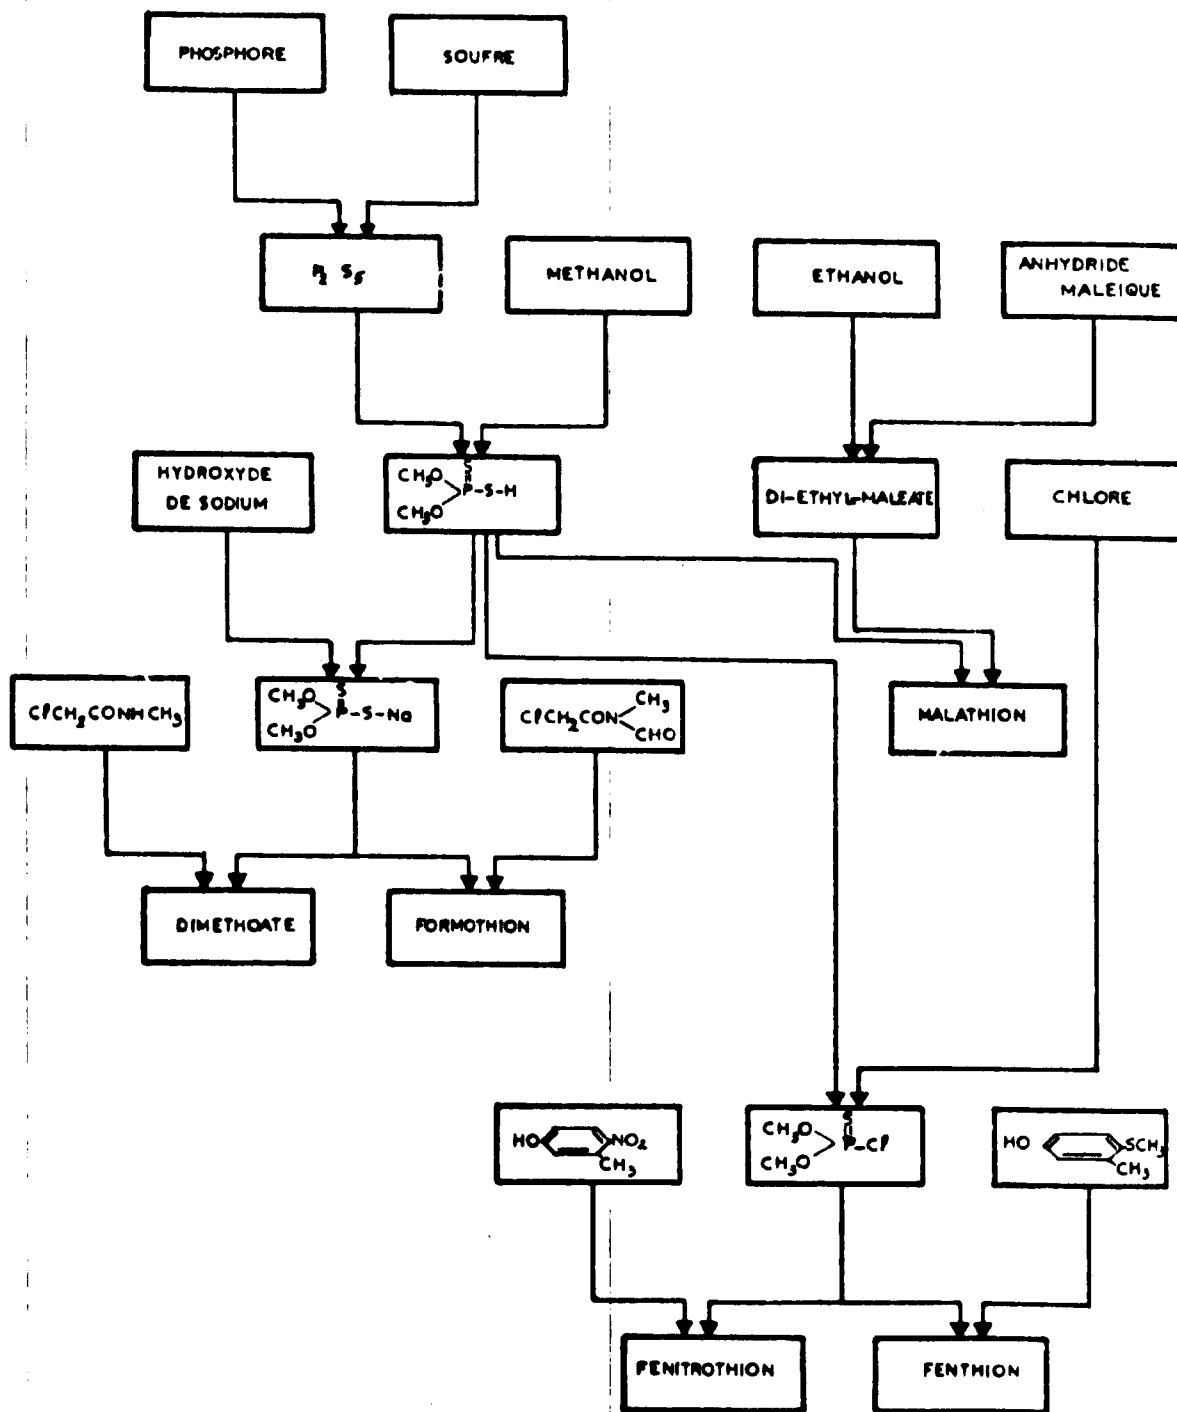 PHOSPHORE
SOUFRE
P2 S5
METHANOL
ETHANOL
ANHYDRIDE
MALEIQUE
HYDROXYDE
DE SODIUM
S
CH3O
P-S-H
CH3O
DI-ETHYL-MALEATE
CHLORE
ClCH2CONHCH3
S
CH3O
P-S-Na
CH3O
CH3
ClCH2CON
CHO
MALATHION
DIMETHOATE
FORMOTHION
HO
NO2
CH3
S
CH3O
P-Cl
CH3O
HO
SCH3
CH3
FENITROTHION
FENTHION